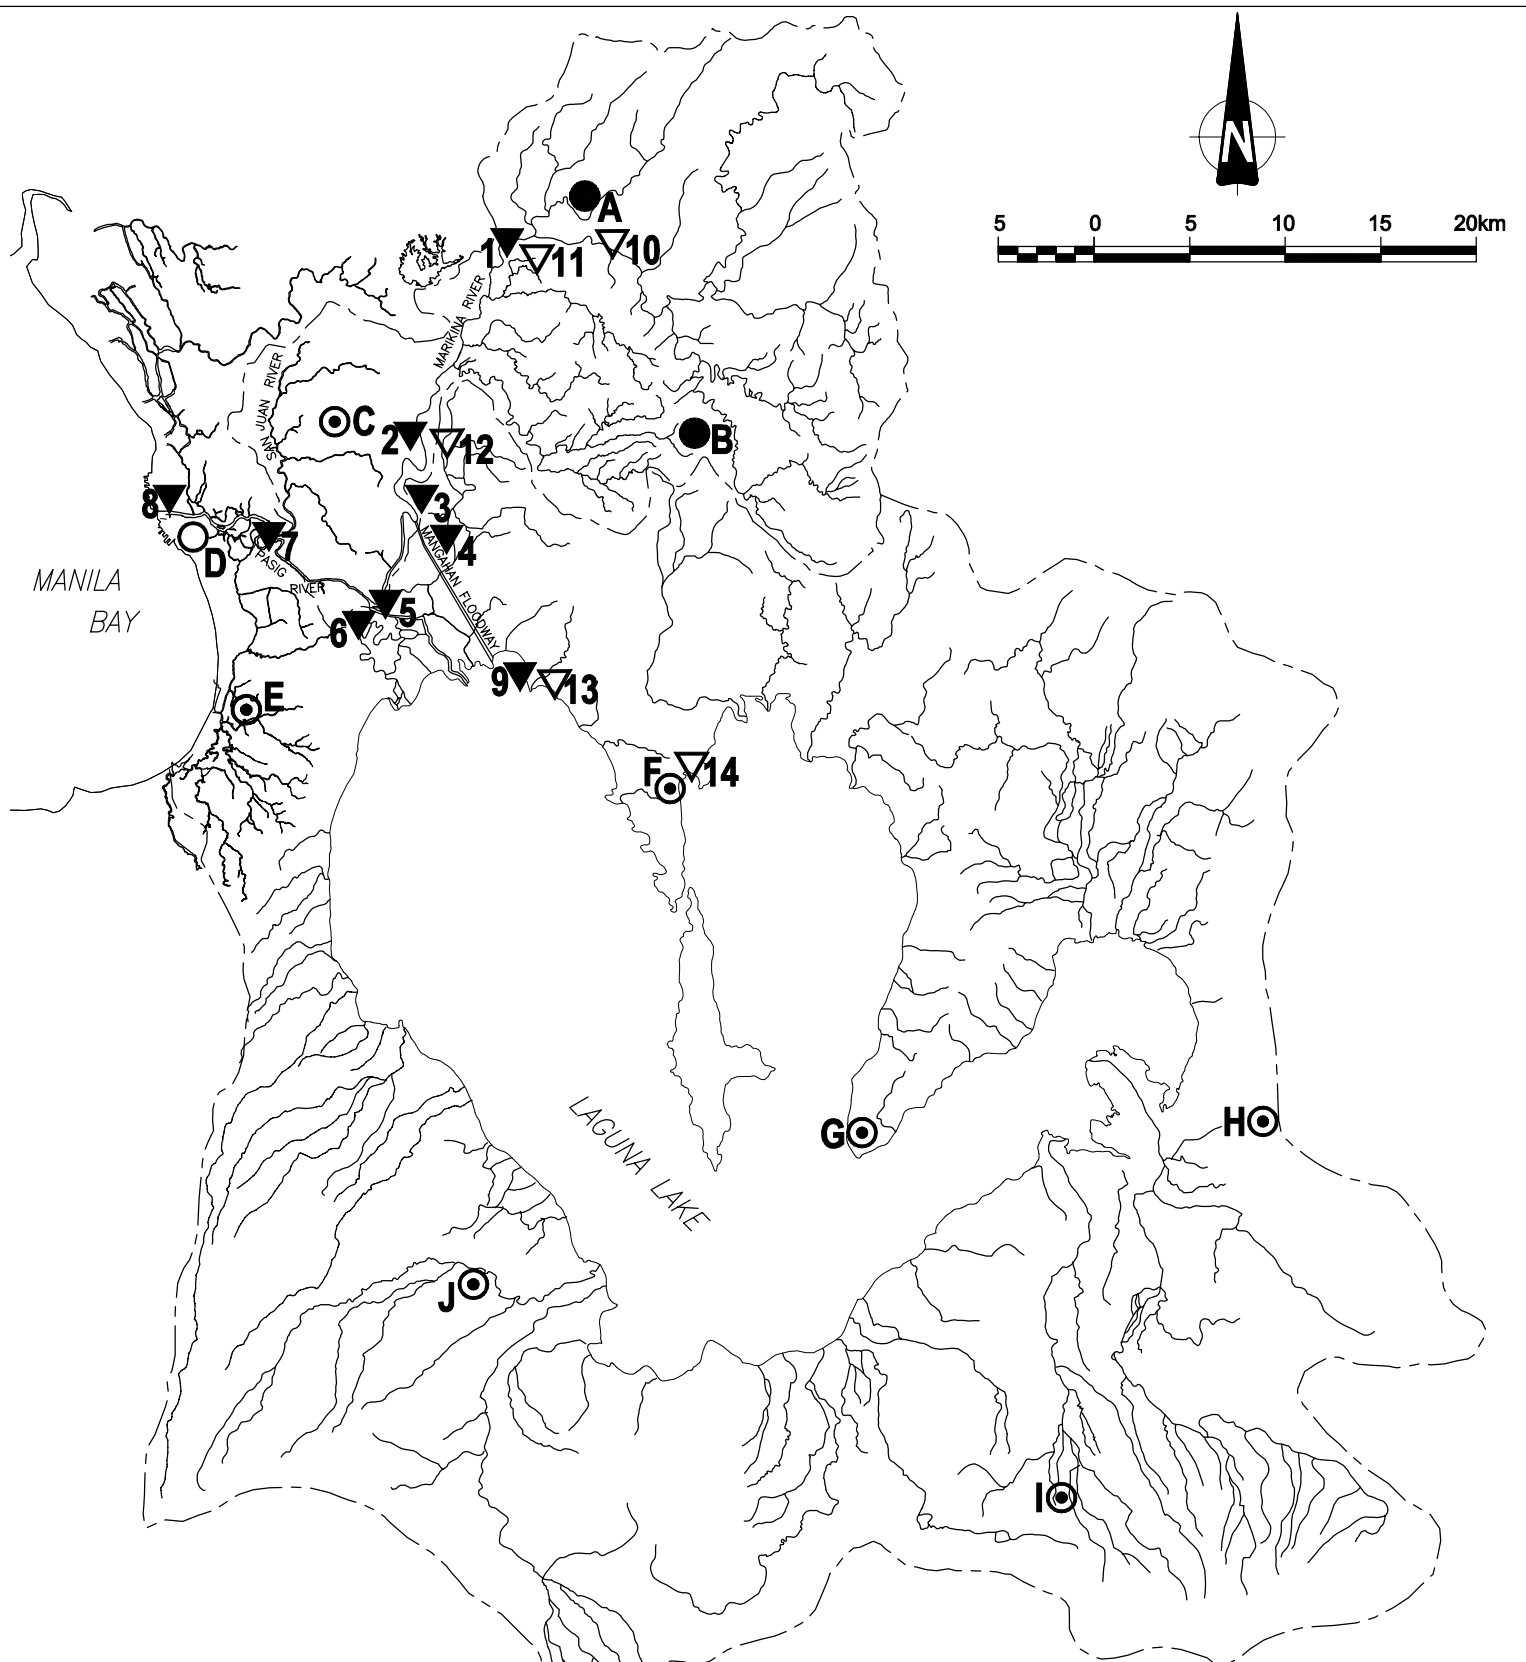 N
5 0 5 10 15 20km
A
1
11
10
MARIKINA RIVER
SAN JUAN RIVER
C
2
12
B
8
3
D
7
4
PASIG
RIVER
MANGAHAN FLOODWAY
MANILA
BAY
5
6
9
13
E
F
14
LAGUNA LAKE
G
H
J
I